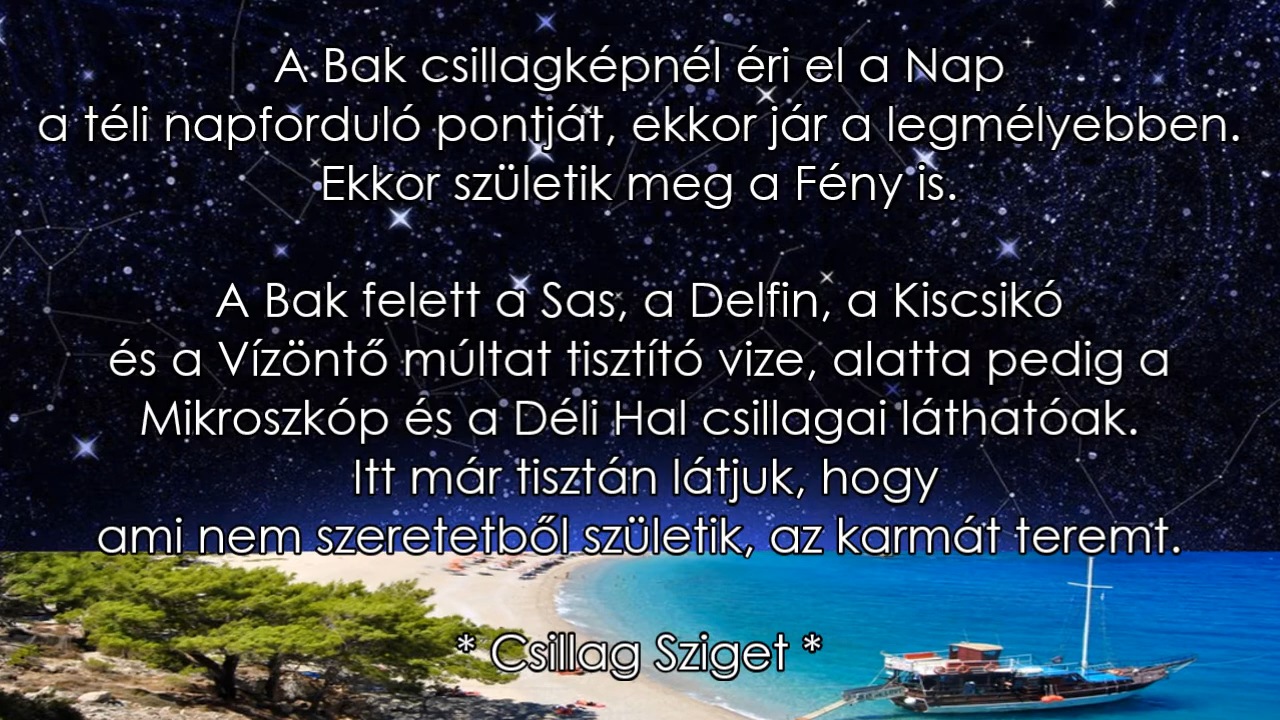 A Bak csillagképnél éri el a Nap
a téli napforduló pontját, ekkor jár a legmélyebben.
Ekkor születik meg a Fény is.
A Bak felett a Sas, a Delfin, a Kiscsikó
és a Vízöntő múltat tisztító vize, alatta pedig a
Mikroszkóp és a Déli Hal csillagai láthatóak.
Itt már tisztán látjuk, hogy
ami nem szeretetből születik, az karmát teremt.
* Csillag Sziget *